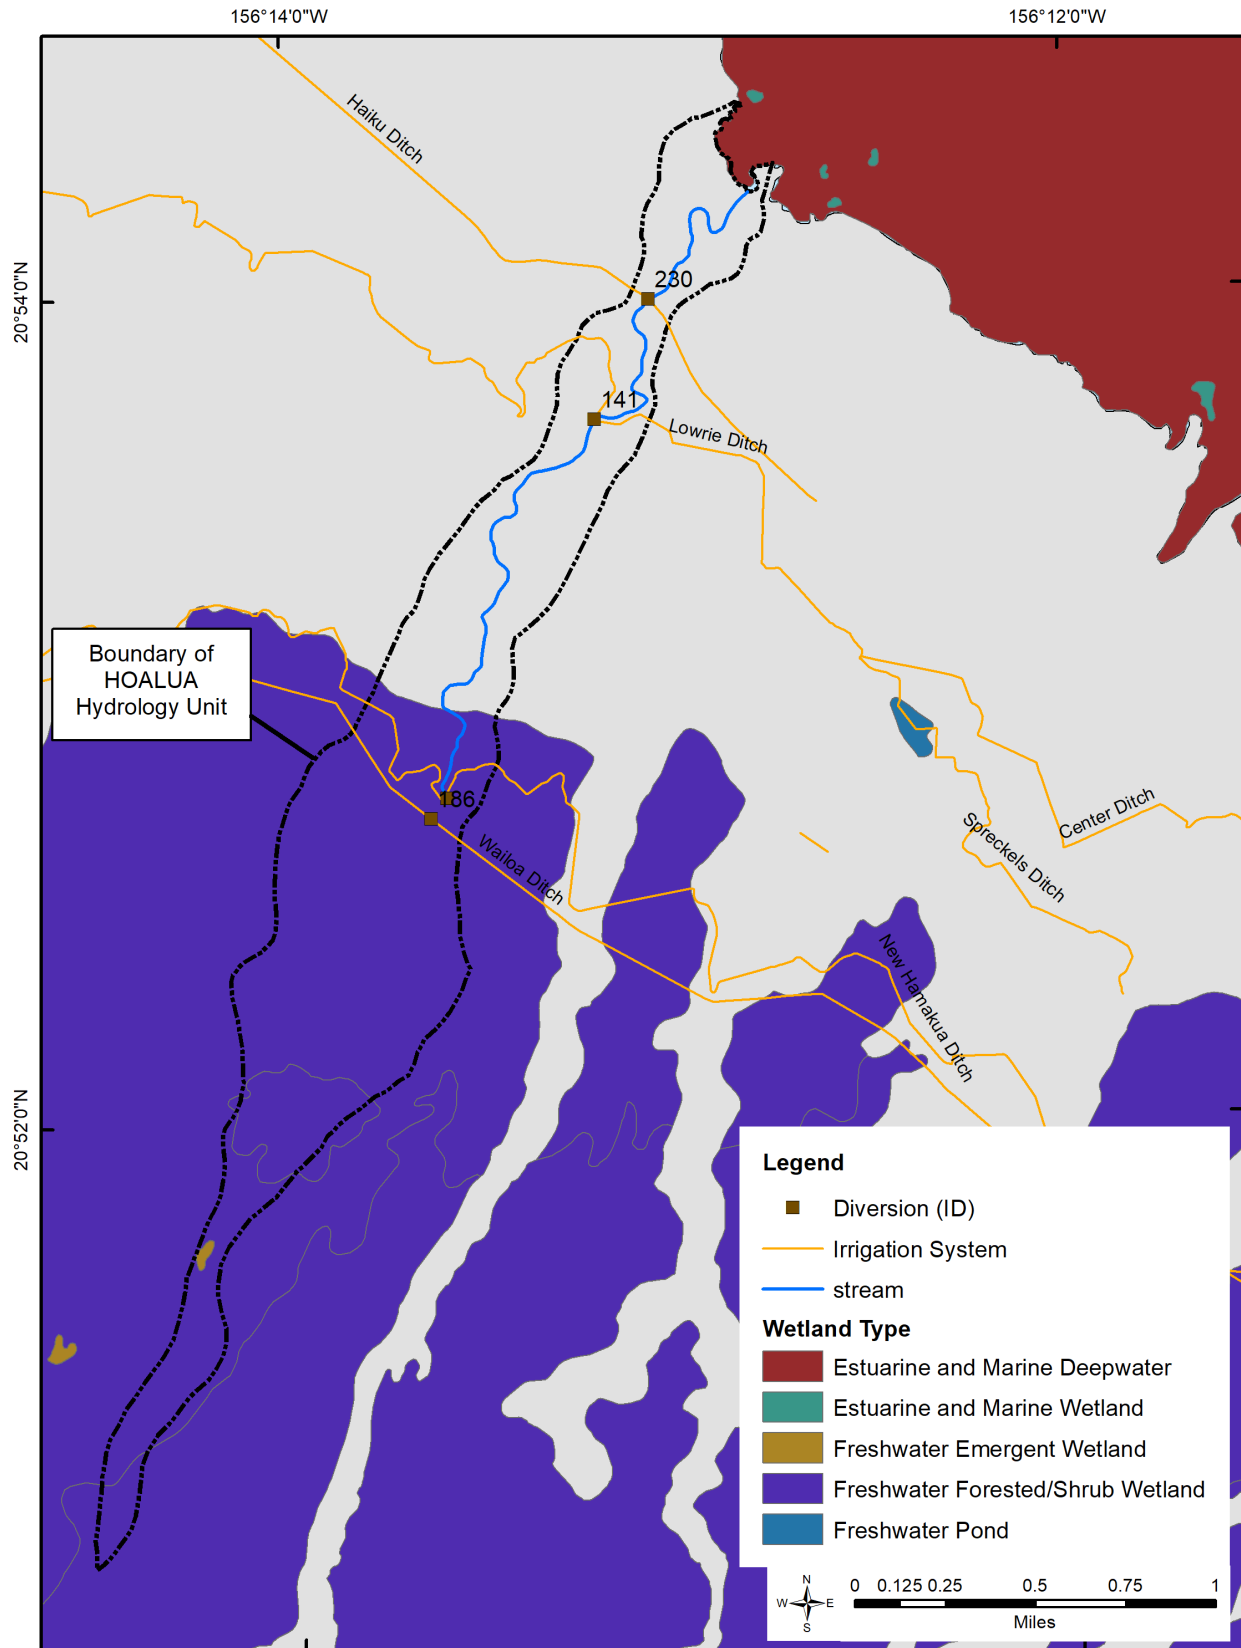 156°14'0"W
156°12'0"W
Haiku Ditch
20°54'0"N
230
141
Lowrie Ditch
Boundary of
HOALUA
Hydrology Unit
186
Wailoa Ditch
Center Ditch
Spreckels Ditch
New Hamakua Ditch
20°52'0"N
Legend
Diversion (ID)
Irrigation System
stream
Wetland Type
Estuarine and Marine Deepwater
Estuarine and Marine Wetland
Freshwater Emergent Wetland
Freshwater Forested/Shrub Wetland
Freshwater Pond
N
W E
S
0 0.125 0.25 0.5 0.75 1
Miles